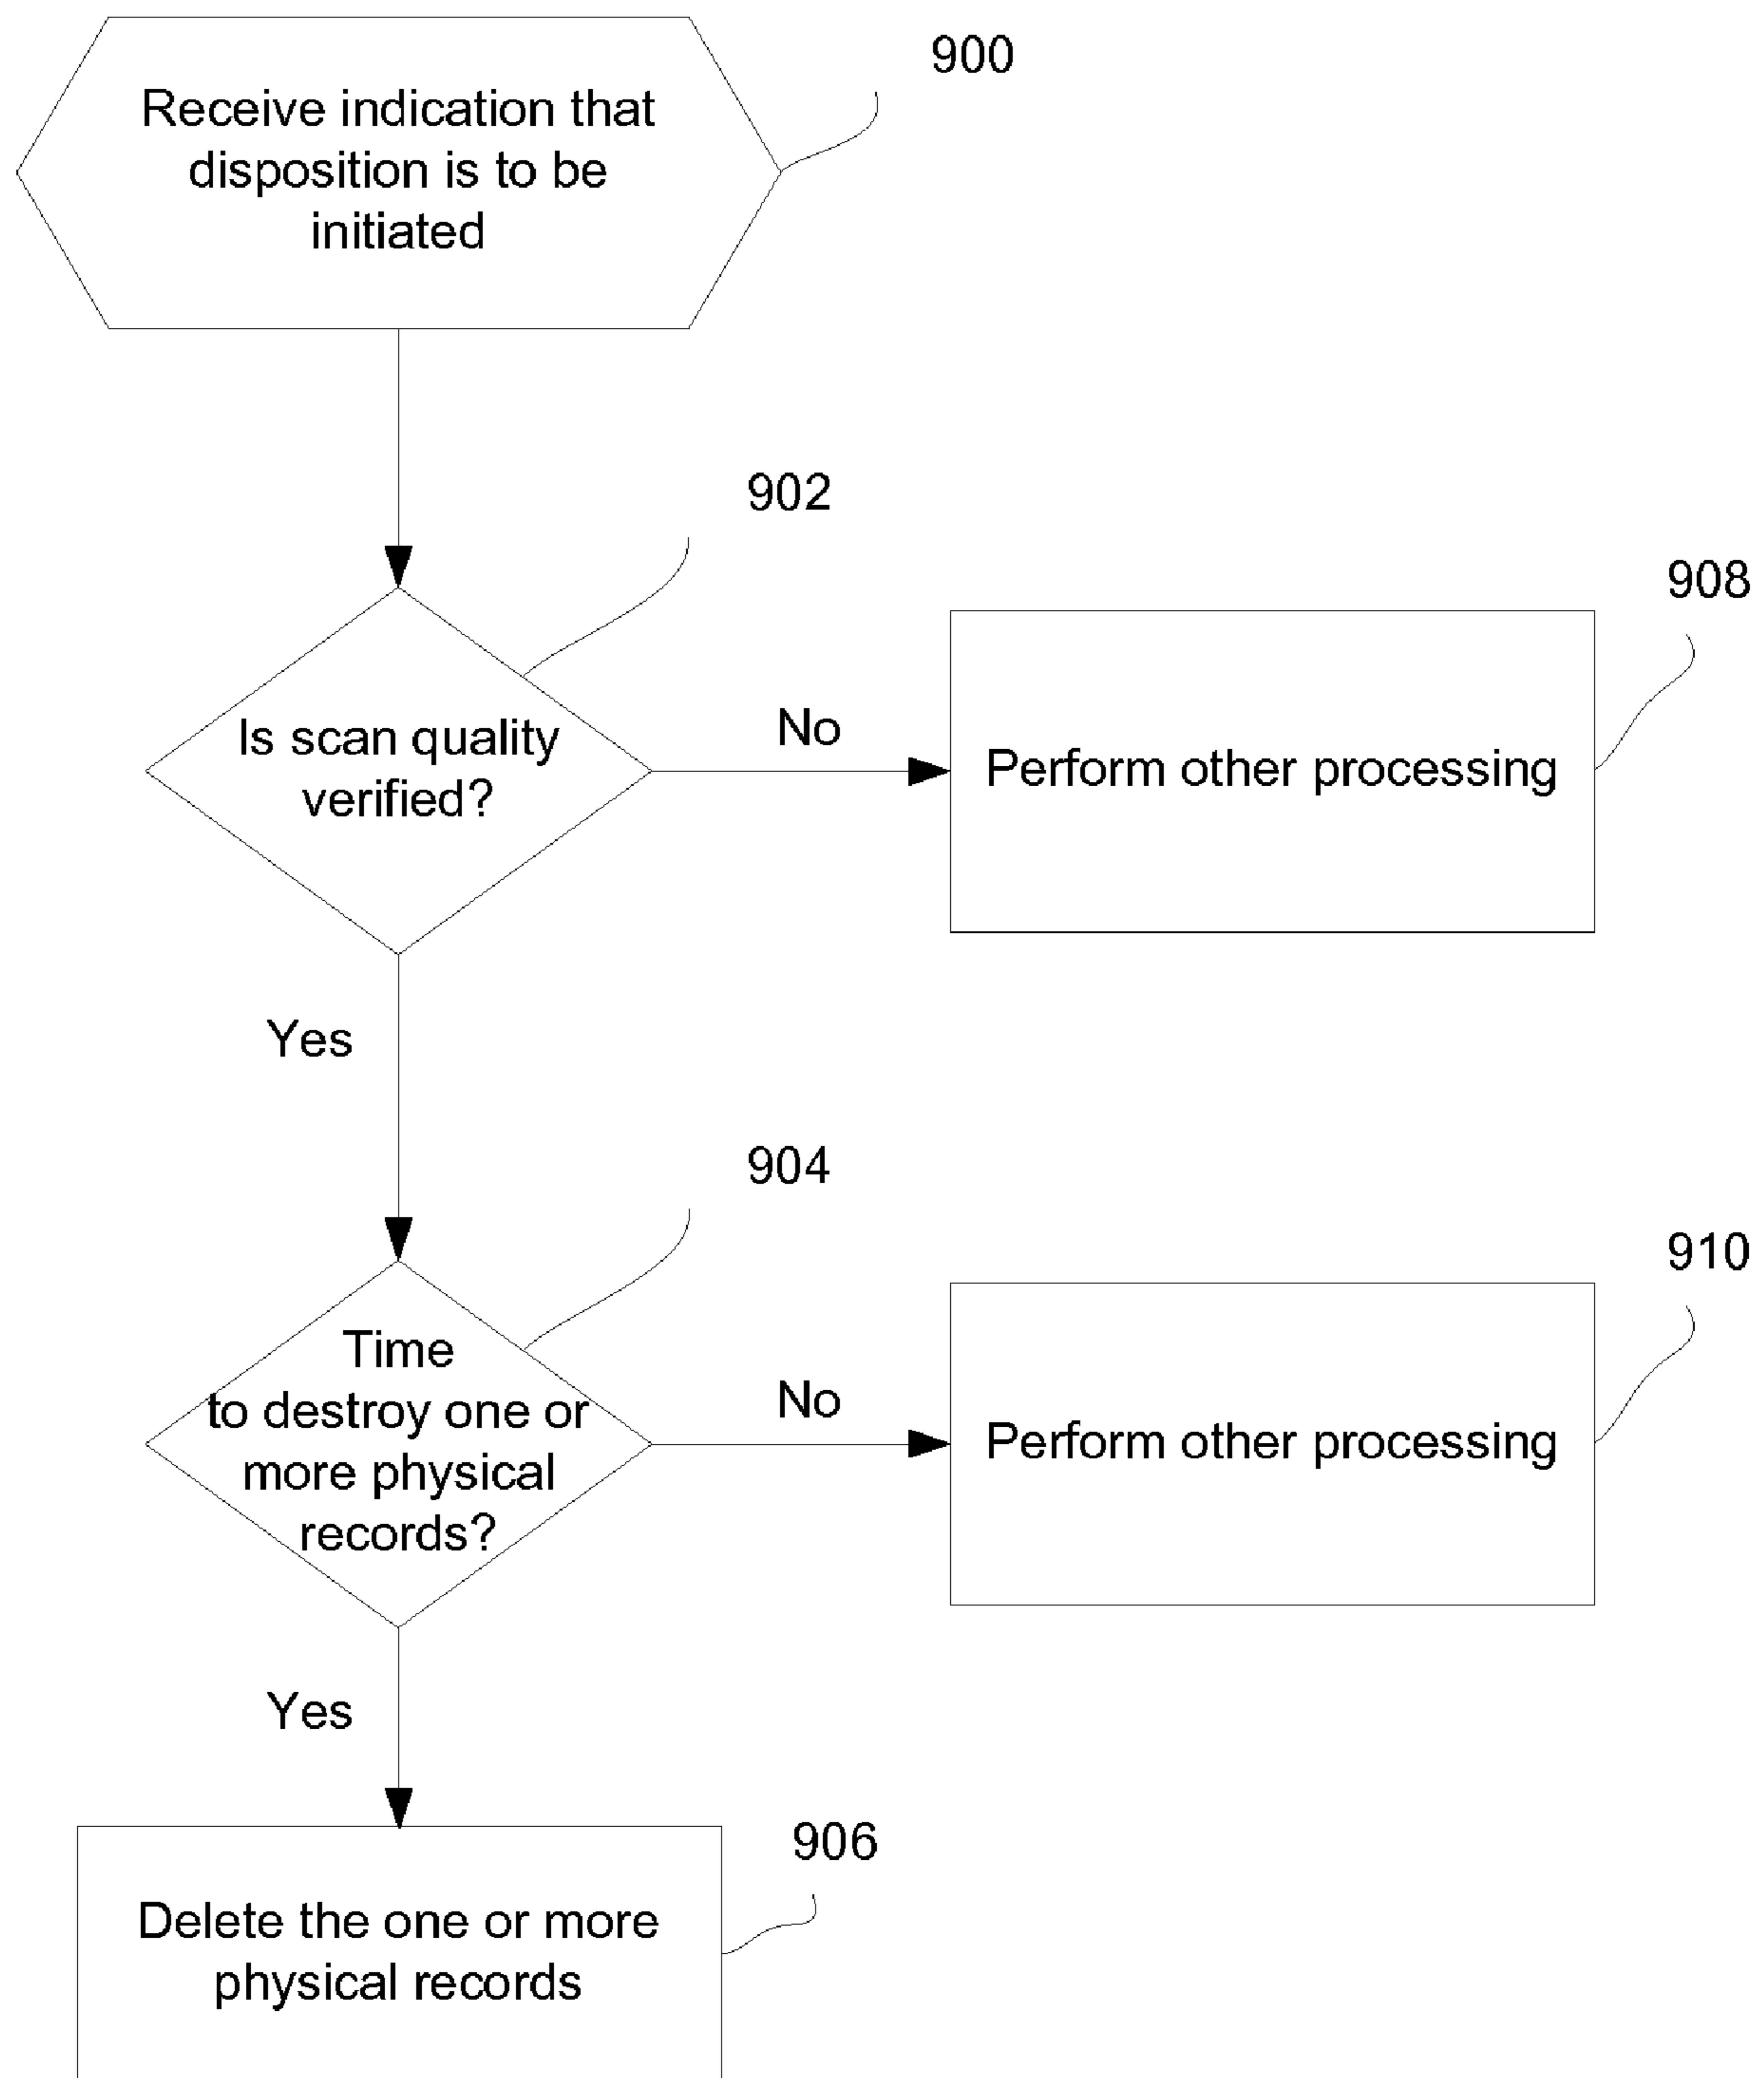 Receive indication that
disposition is to be
initiated
900
902
Is scan quality
verified?
No
908
Perform other processing
Yes
904
Time
to destroy one or
more physical
records?
No
910
Perform other processing
Yes
906
Delete the one or more
physical records